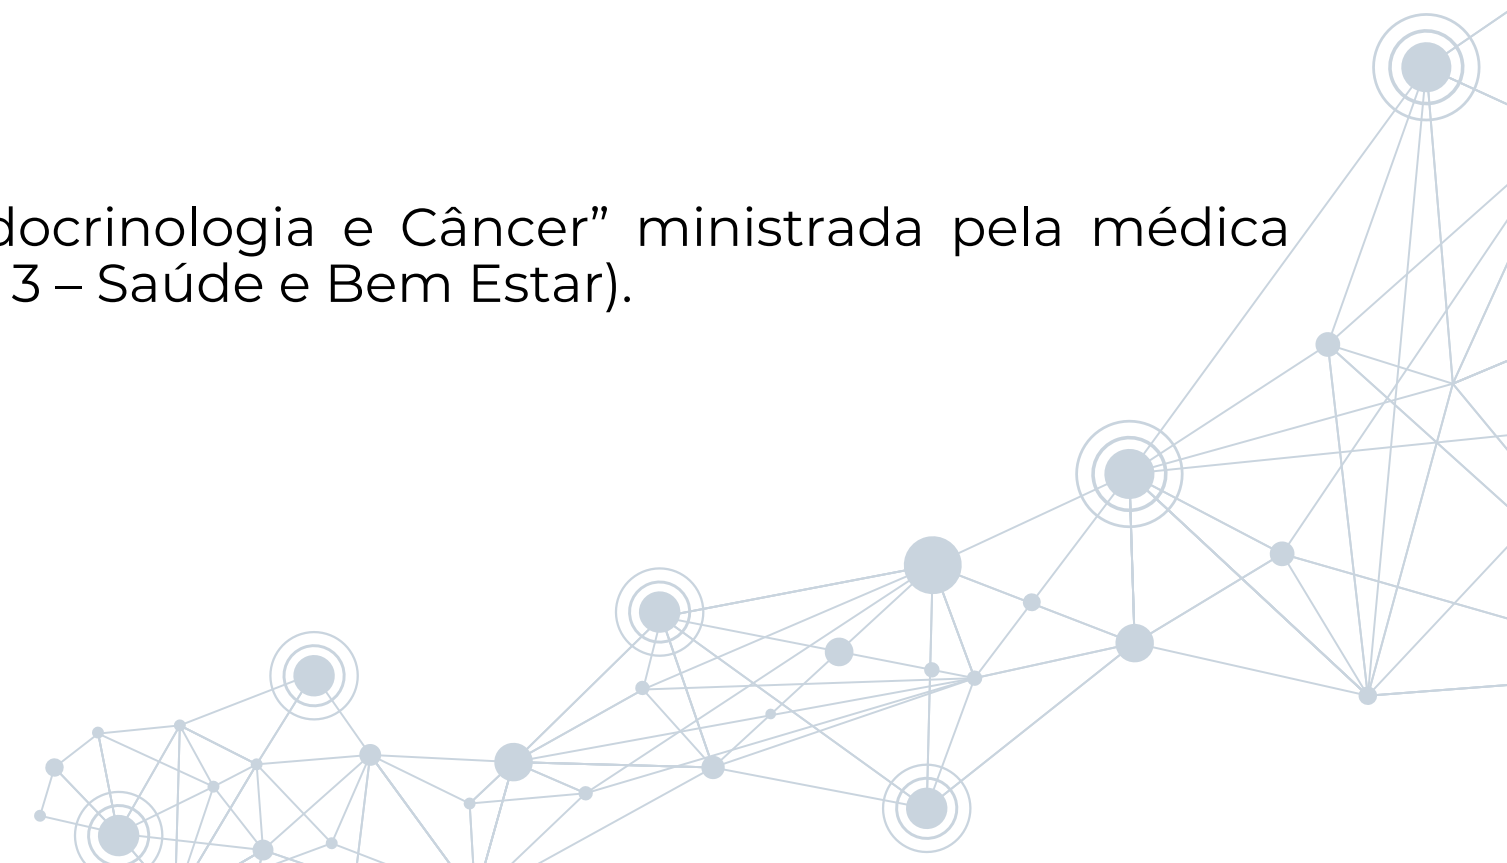 docrinologia e Câncer” ministrada pela médica
3 – Saúde e Bem Estar).